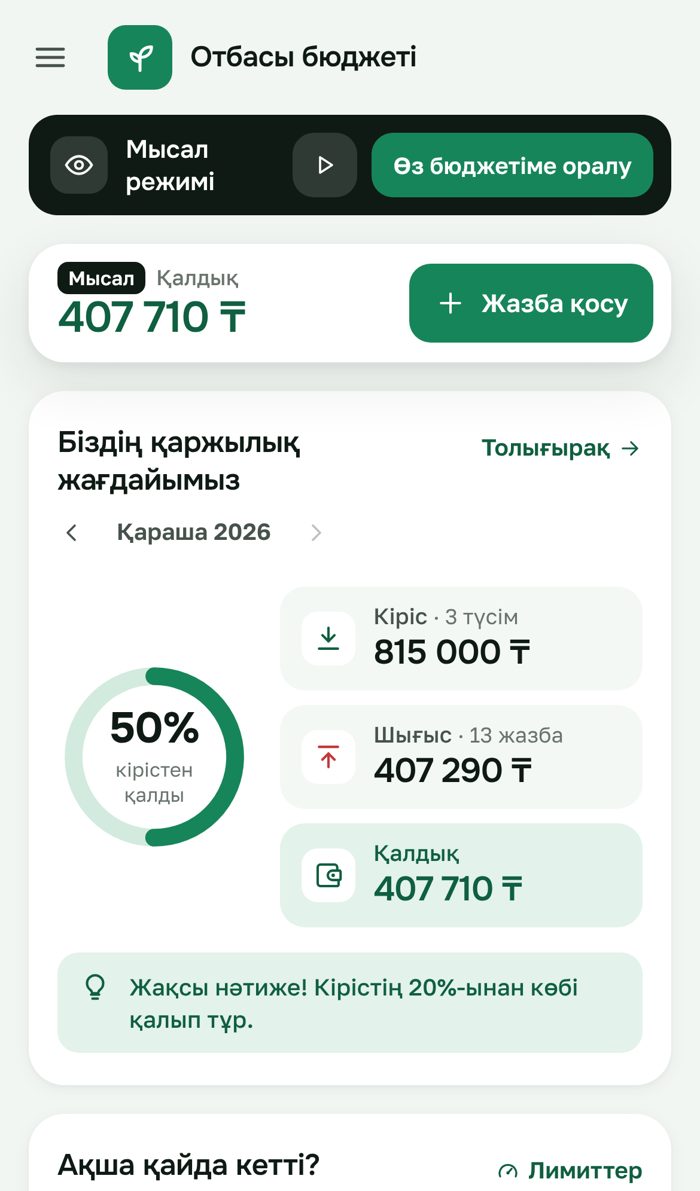 Отбасы бюджеті
Мысал
режимі
Өз бюджетіме оралу
Мысал Қалдық
407 710 ₸
Жазба қосу
Біздің қаржылық
жағдайымыз
Толығырақ →
Қараша 2026
50%
кірістен
қалды
Кіріс · 3 түсім
815 000 ₸
Шығыс · 13 жазба
407 290 ₸
Қалдық
407 710 ₸
Жақсы нәтиже! Кірістің 20%-ынан көбі
қалып тұр.
Ақша қайда кетті?
Лимиттер